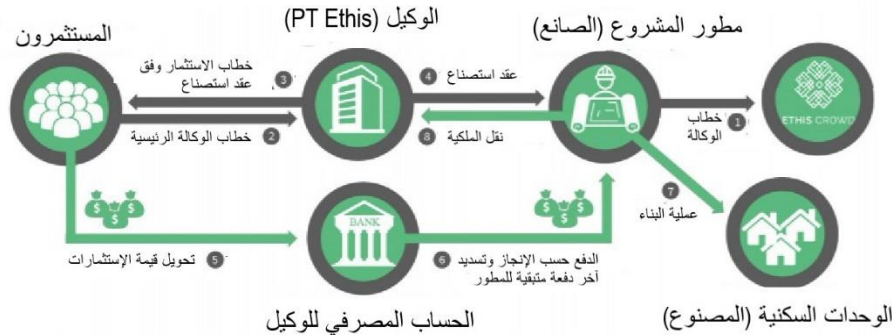 المستثمرون
الوكيل (PT Ethis)
مطور المشروع (الصانع)
خطاب الاستثمار وفق
عقد استصناع
3
4
عقد استصناع
2
خطاب الوكالة الرئيسية
8
نقل الملكية
1
خطاب
الوكالة
ETHIS CROWD
7
عملية البناء
$ $ $
$ $ $
BANK
5
تحويل قيمة الإستثمارات
6
الدفع حسب الإنجاز وتسديد
آخر دفعة متبقية للمطور
الحساب المصرفي للوكيل
الوحدات السكنية (المصنوع)